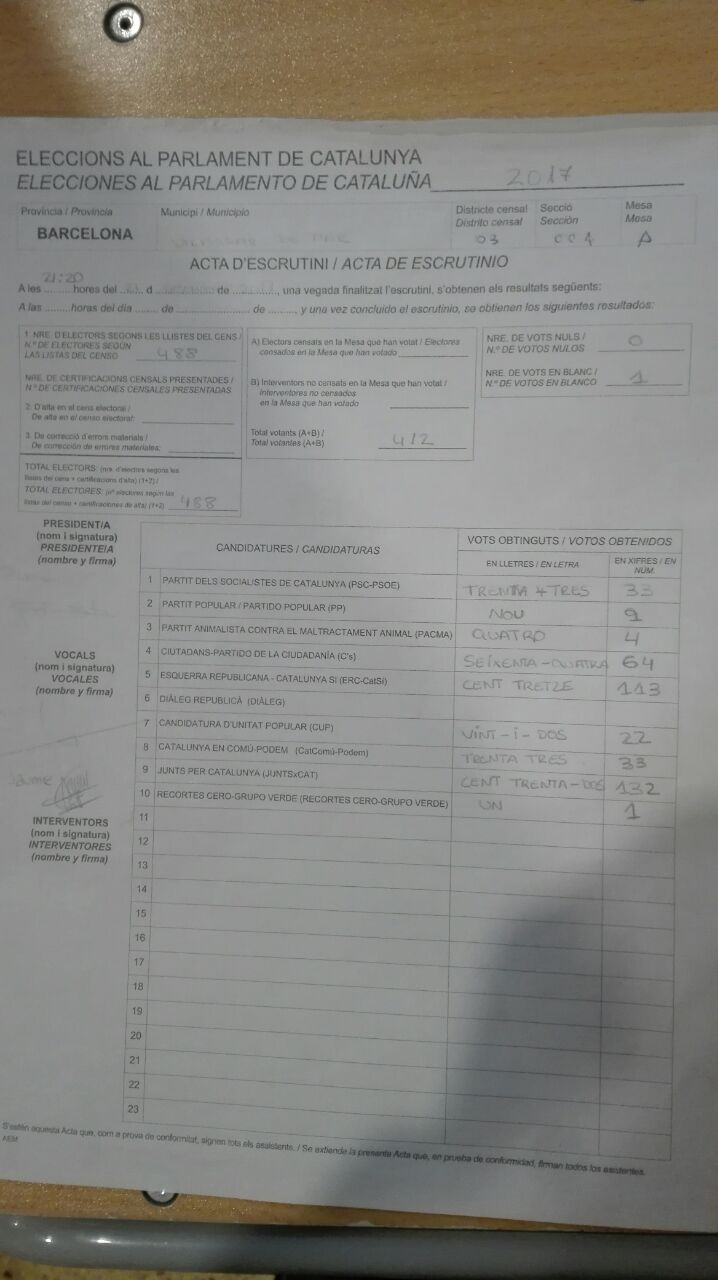 ELECCIONS AL PARLAMENT DE CATALUNYA
ELECCIONES AL PARLAMENTO DE CATALUÑA 2017
Província / Provincia
BARCELONA
Municipi / Municipio
DE MAR
Districte censal
Distrito censal
03
Secció
Sección
004
Mesa
Mesa
A
ACTA D'ESCRUTINI / ACTA DE ESCRUTINIO
21:20
A les ......... hores del ...... d ............... de ............., una vegada finalitzat l'escrutini, s'obtenen els resultats següents:
A las .........horas del día ....... de ........................ de ........, y una vez concluido el escrutinio, se obtienen los siguientes resultados:
1. NRE. D'ELECTORS SEGONS LES LLISTES DEL CENS /
N.º DE ELECTORES SEGÚN
LAS LISTAS DEL CENSO 488
NRE. DE CERTIFICACIONS CENSALS PRESENTADES /
N.º DE CERTIFICACIONES CENSALES PRESENTADAS
2. D'alta en el cens electoral /
De alta en el censo electoral:
3. De correcció d'errors materials /
De corrección de errores materiales:
TOTAL ELECTORS: (nre. d'electors segons les
llistes del cens + certificacions d'alta) (1+2) /
TOTAL ELECTORES: (nº electores según las
listas del censo + certificaciones de alta) (1+2) 488
A) Electors censats en la Mesa que han votat / Electores
censados en la Mesa que han votado
B) Interventors no censats en la Mesa que han votat /
Interventores no censados
en la Mesa que han votado
Total votants (A+B) /
Total votantes (A+B) 412
NRE. DE VOTS NULS /
N.º DE VOTOS NULOS 0
NRE. DE VOTS EN BLANC /
N.º DE VOTOS EN BLANCO 1
PRESIDENT/A
(nom i signatura)
PRESIDENTE/A
(nombre y firma)
VOCALS
(nom i signatura)
VOCALES
(nombre y firma)
Jaume
INTERVENTORS
(nom i signatura)
INTERVENTORES
(nombre y firma)
CANDIDATURES / CANDIDATURAS
VOTS OBTINGUTS / VOTOS OBTENIDOS
EN LLETRES / EN LETRA
EN XIFRES / EN NÚM.
1 PARTIT DELS SOCIALISTES DE CATALUNYA (PSC-PSOE) TRENTA TRES 33
2 PARTIT POPULAR / PARTIDO POPULAR (PP) NOU 9
3 PARTIT ANIMALISTA CONTRA EL MALTRACTAMENT ANIMAL (PACMA) QUATRO 4
4 CIUTADANS-PARTIDO DE LA CIUDADANÍA (C's) SEIXENTA-QUATRA 64
5 ESQUERRA REPUBLICANA - CATALUNYA SÍ (ERC-CatSí) CENT TRETZE 113
6 DIÀLEG REPUBLICÀ (DIÀLEG)
7 CANDIDATURA D'UNITAT POPULAR (CUP) VINT-I-DOS 22
8 CATALUNYA EN COMÚ-PODEM (CatComú-Podem) TRENTA TRES 33
9 JUNTS PER CATALUNYA (JUNTSxCAT) CENT TRENTA-DOS 132
10 RECORTES CERO-GRUPO VERDE (RECORTES CERO-GRUPO VERDE) UN 1
11
12
13
14
15
16
17
18
19
20
21
22
23
S'estén aquesta Acta que, com a prova de conformitat, signen tots els assistents. / Se extiende la presente Acta que, en prueba de conformidad, firman todos los asistentes.
AEM